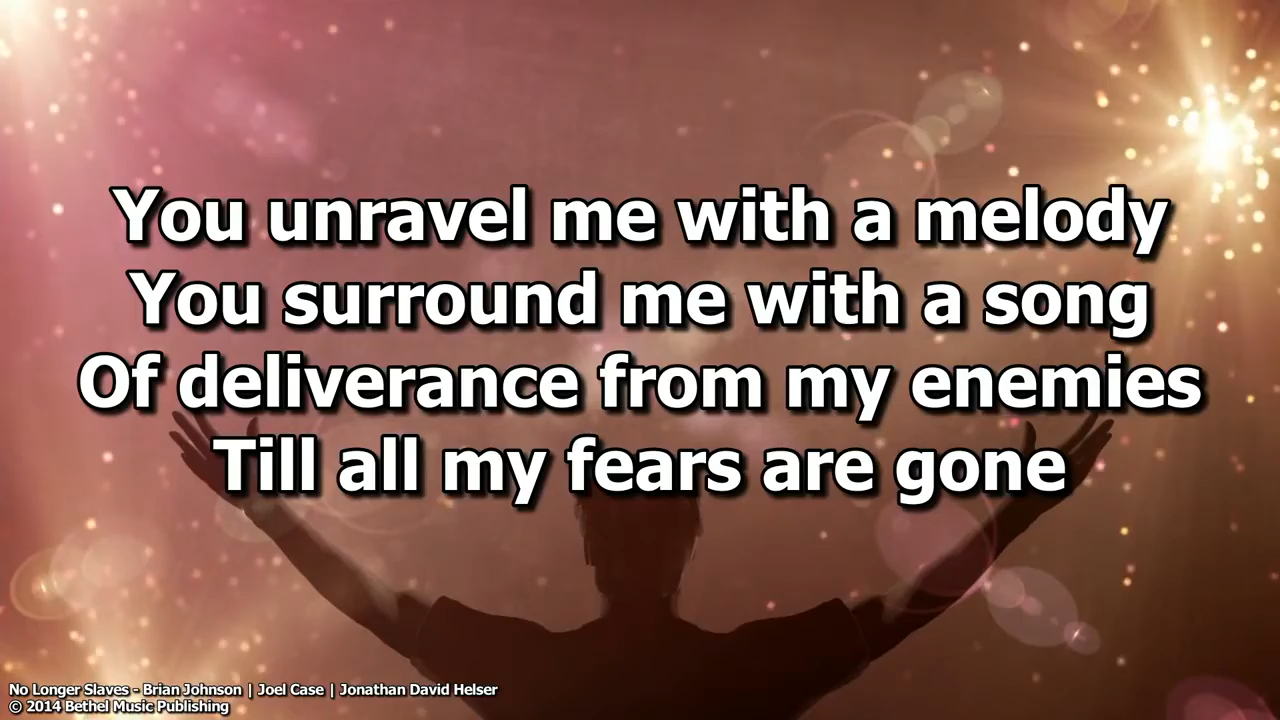 You unravel me with a melody
You surround me with a song
Of deliverance from my enemies
Till all my fears are gone
No Longer Slaves - Brian Johnson | Joel Case | Jonathan David Helser
© 2014 Bethel Music Publishing